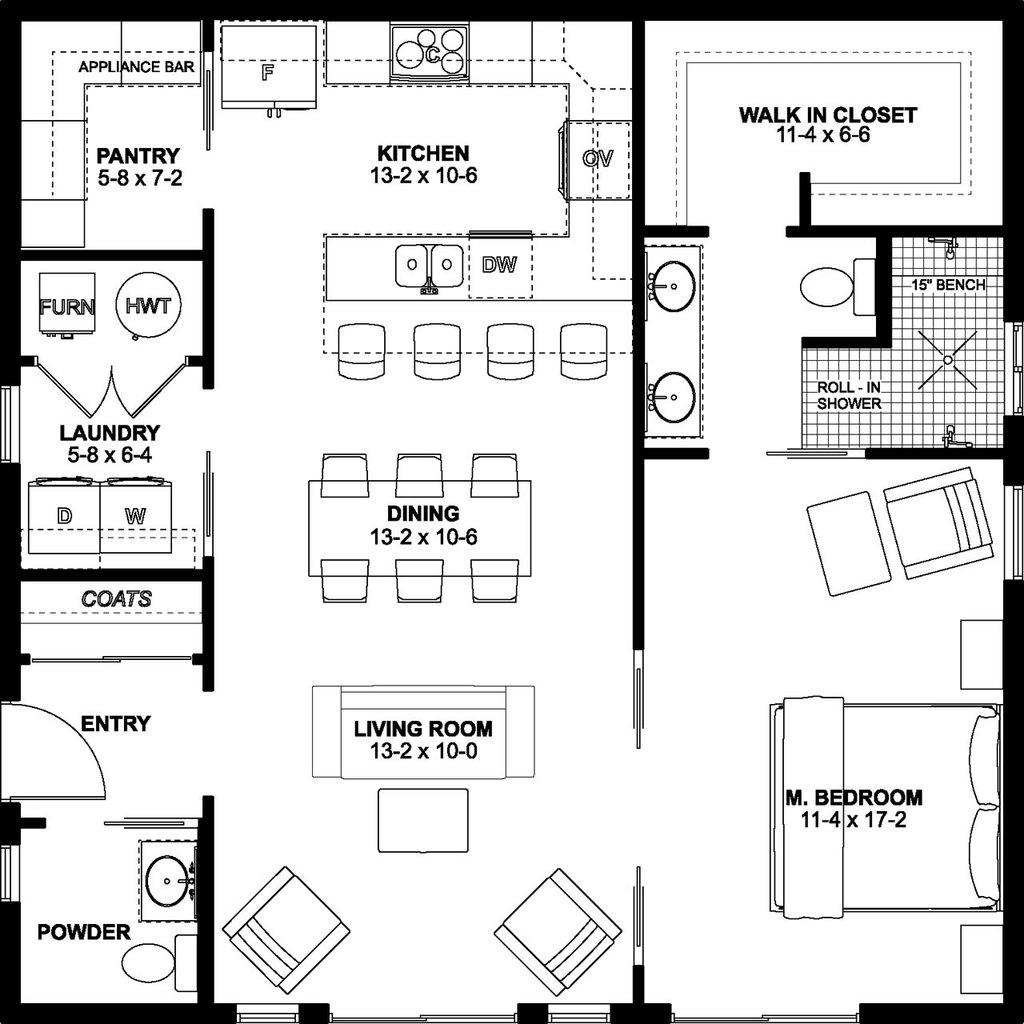 APPLIANCE BAR
F
C
WALK IN CLOSET
11-4 x 6-6
PANTRY
5-8 x 7-2
KITCHEN
13-2 x 10-6
OV
DW
15" BENCH
FURN
HWT
ROLL - IN
SHOWER
LAUNDRY
5-8 x 6-4
D
W
DINING
13-2 x 10-6
COATS
ENTRY
LIVING ROOM
13-2 x 10-0
M. BEDROOM
11-4 x 17-2
POWDER